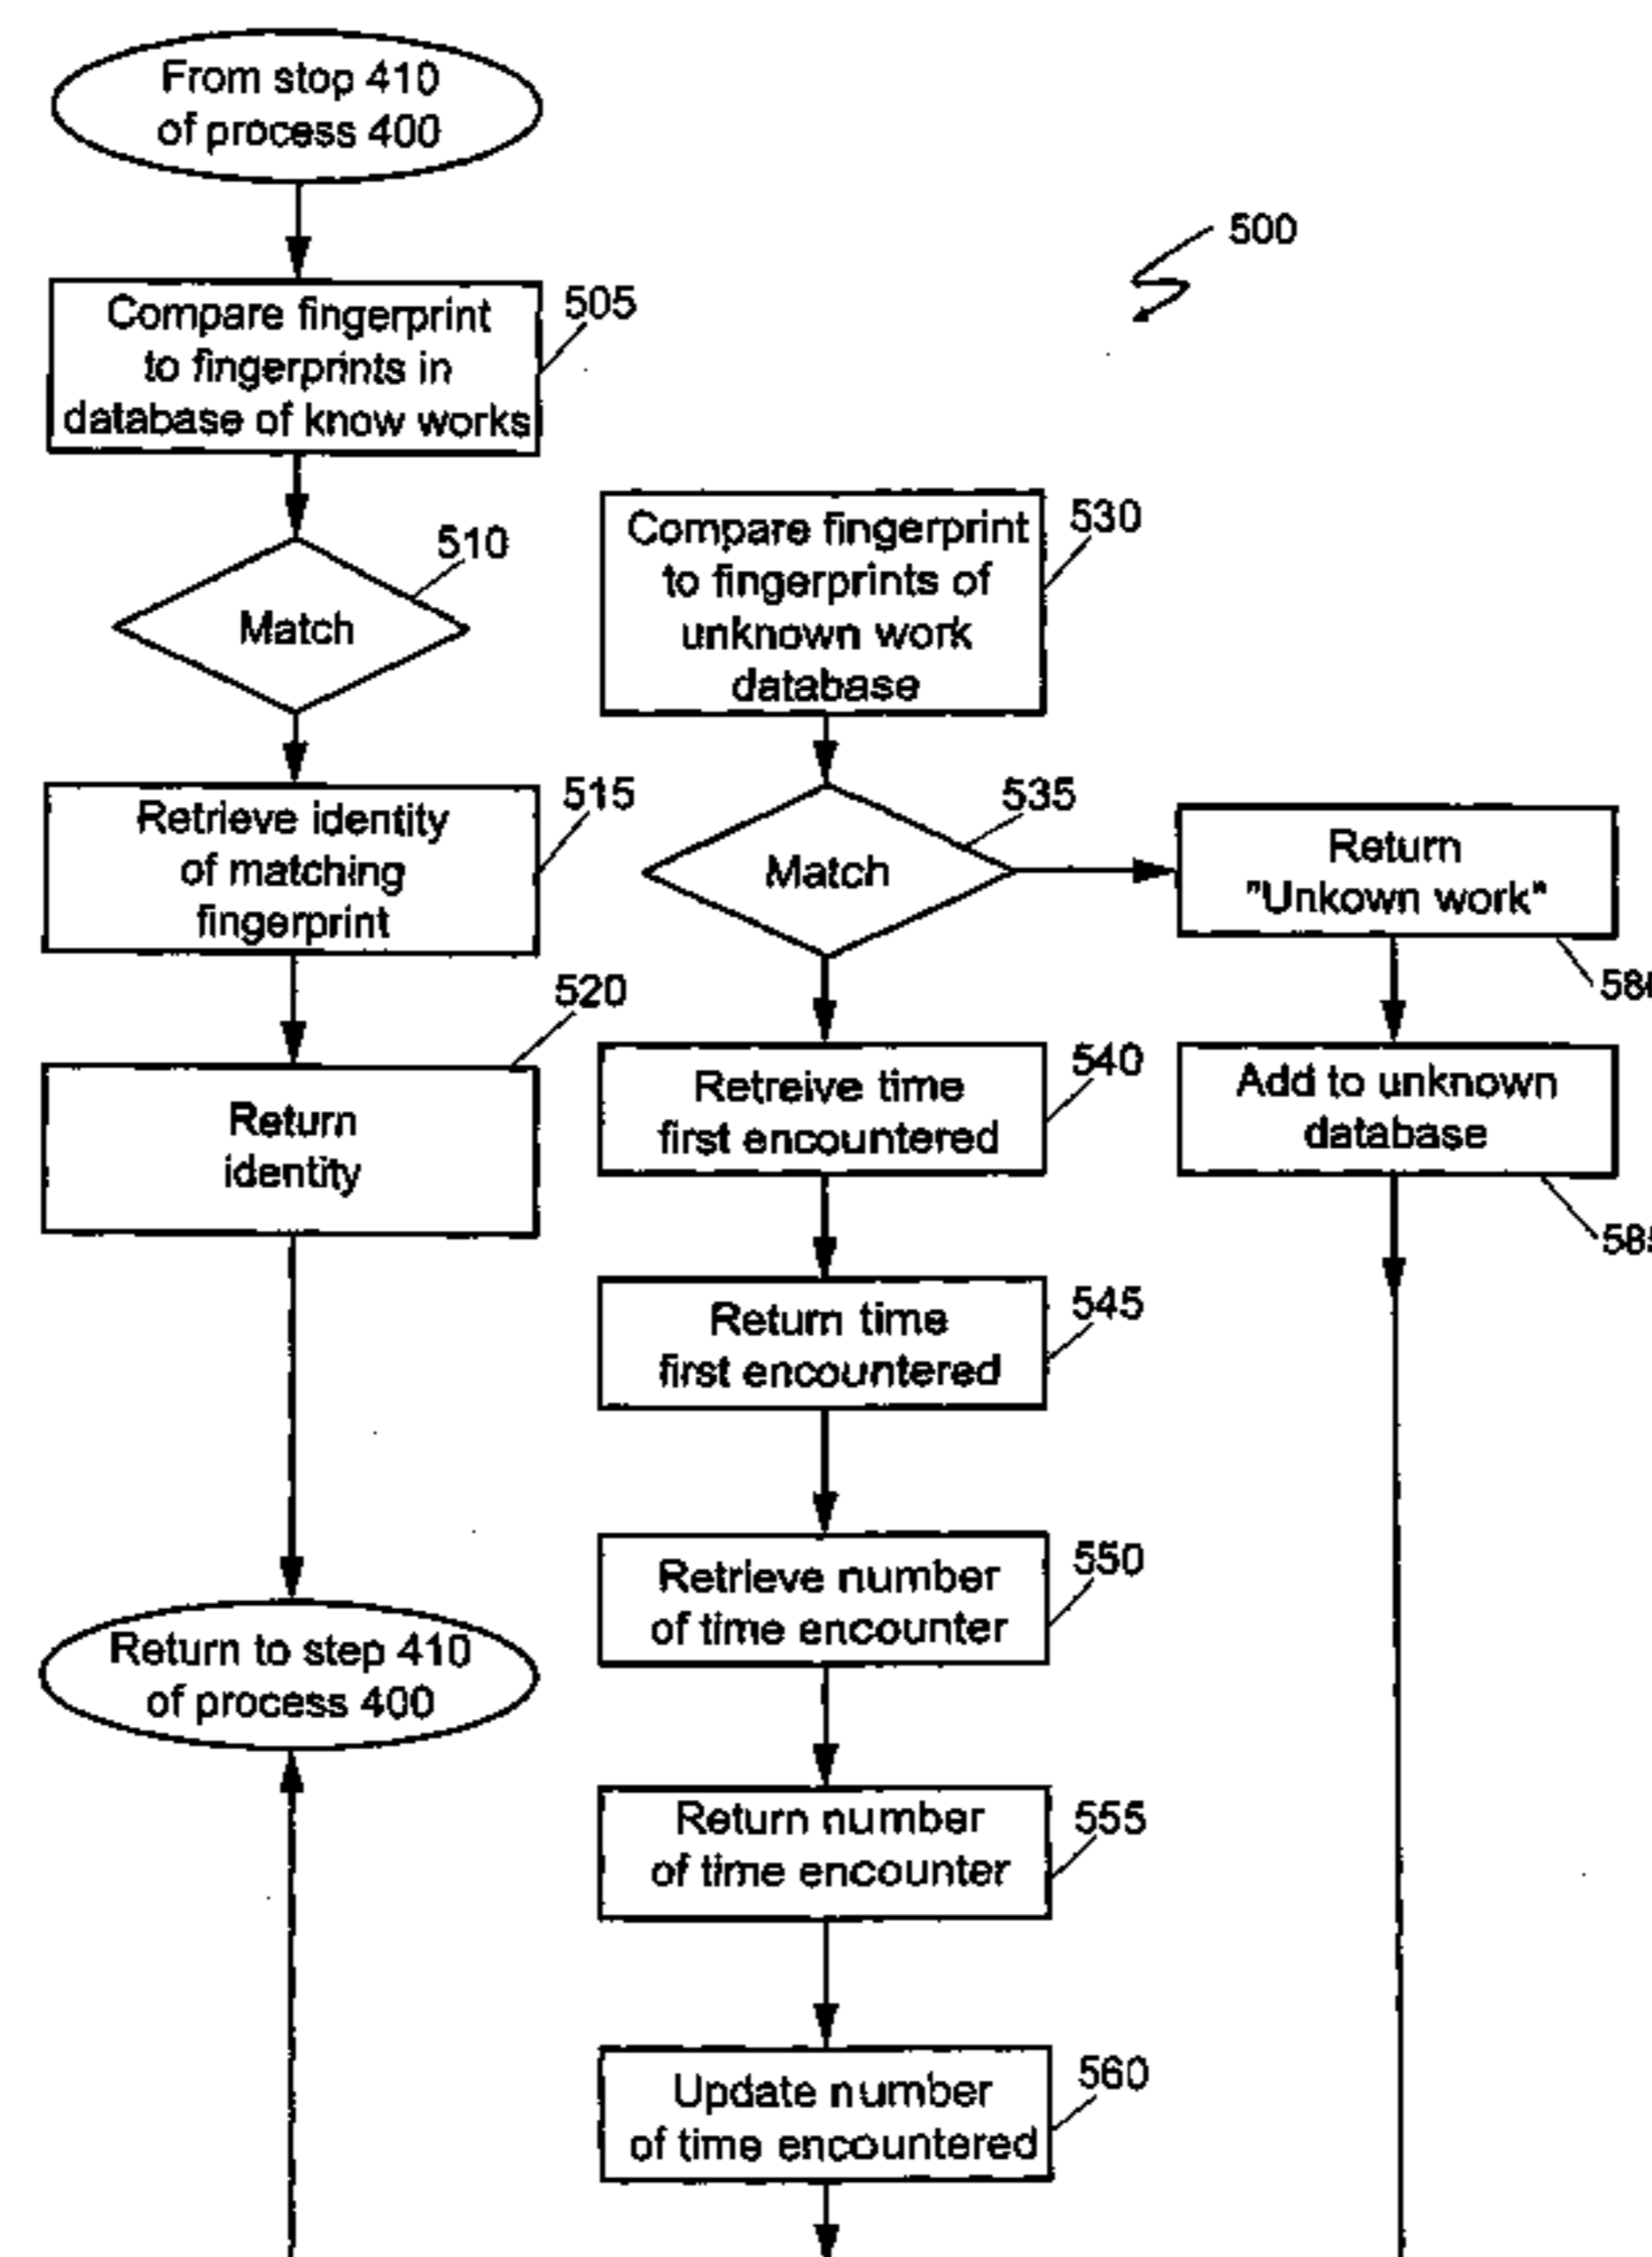 From stop 410
of process 400
500
Compare fingerprint
to fingerprints in
database of know works
505
Match
510
Retrieve identity
of matching
fingerprint
515
Return
identity
520
Return to step 410
of process 400
Compare fingerprint
to fingerprints of
unknown work
database
530
Match
535
Retreive time
first encountered
540
Return time
first encountered
545
Retrieve number
of time encounter
550
Return number
of time encounter
555
Update number
of time encountered
560
Return
"Unkown work"
Add to unknown
database